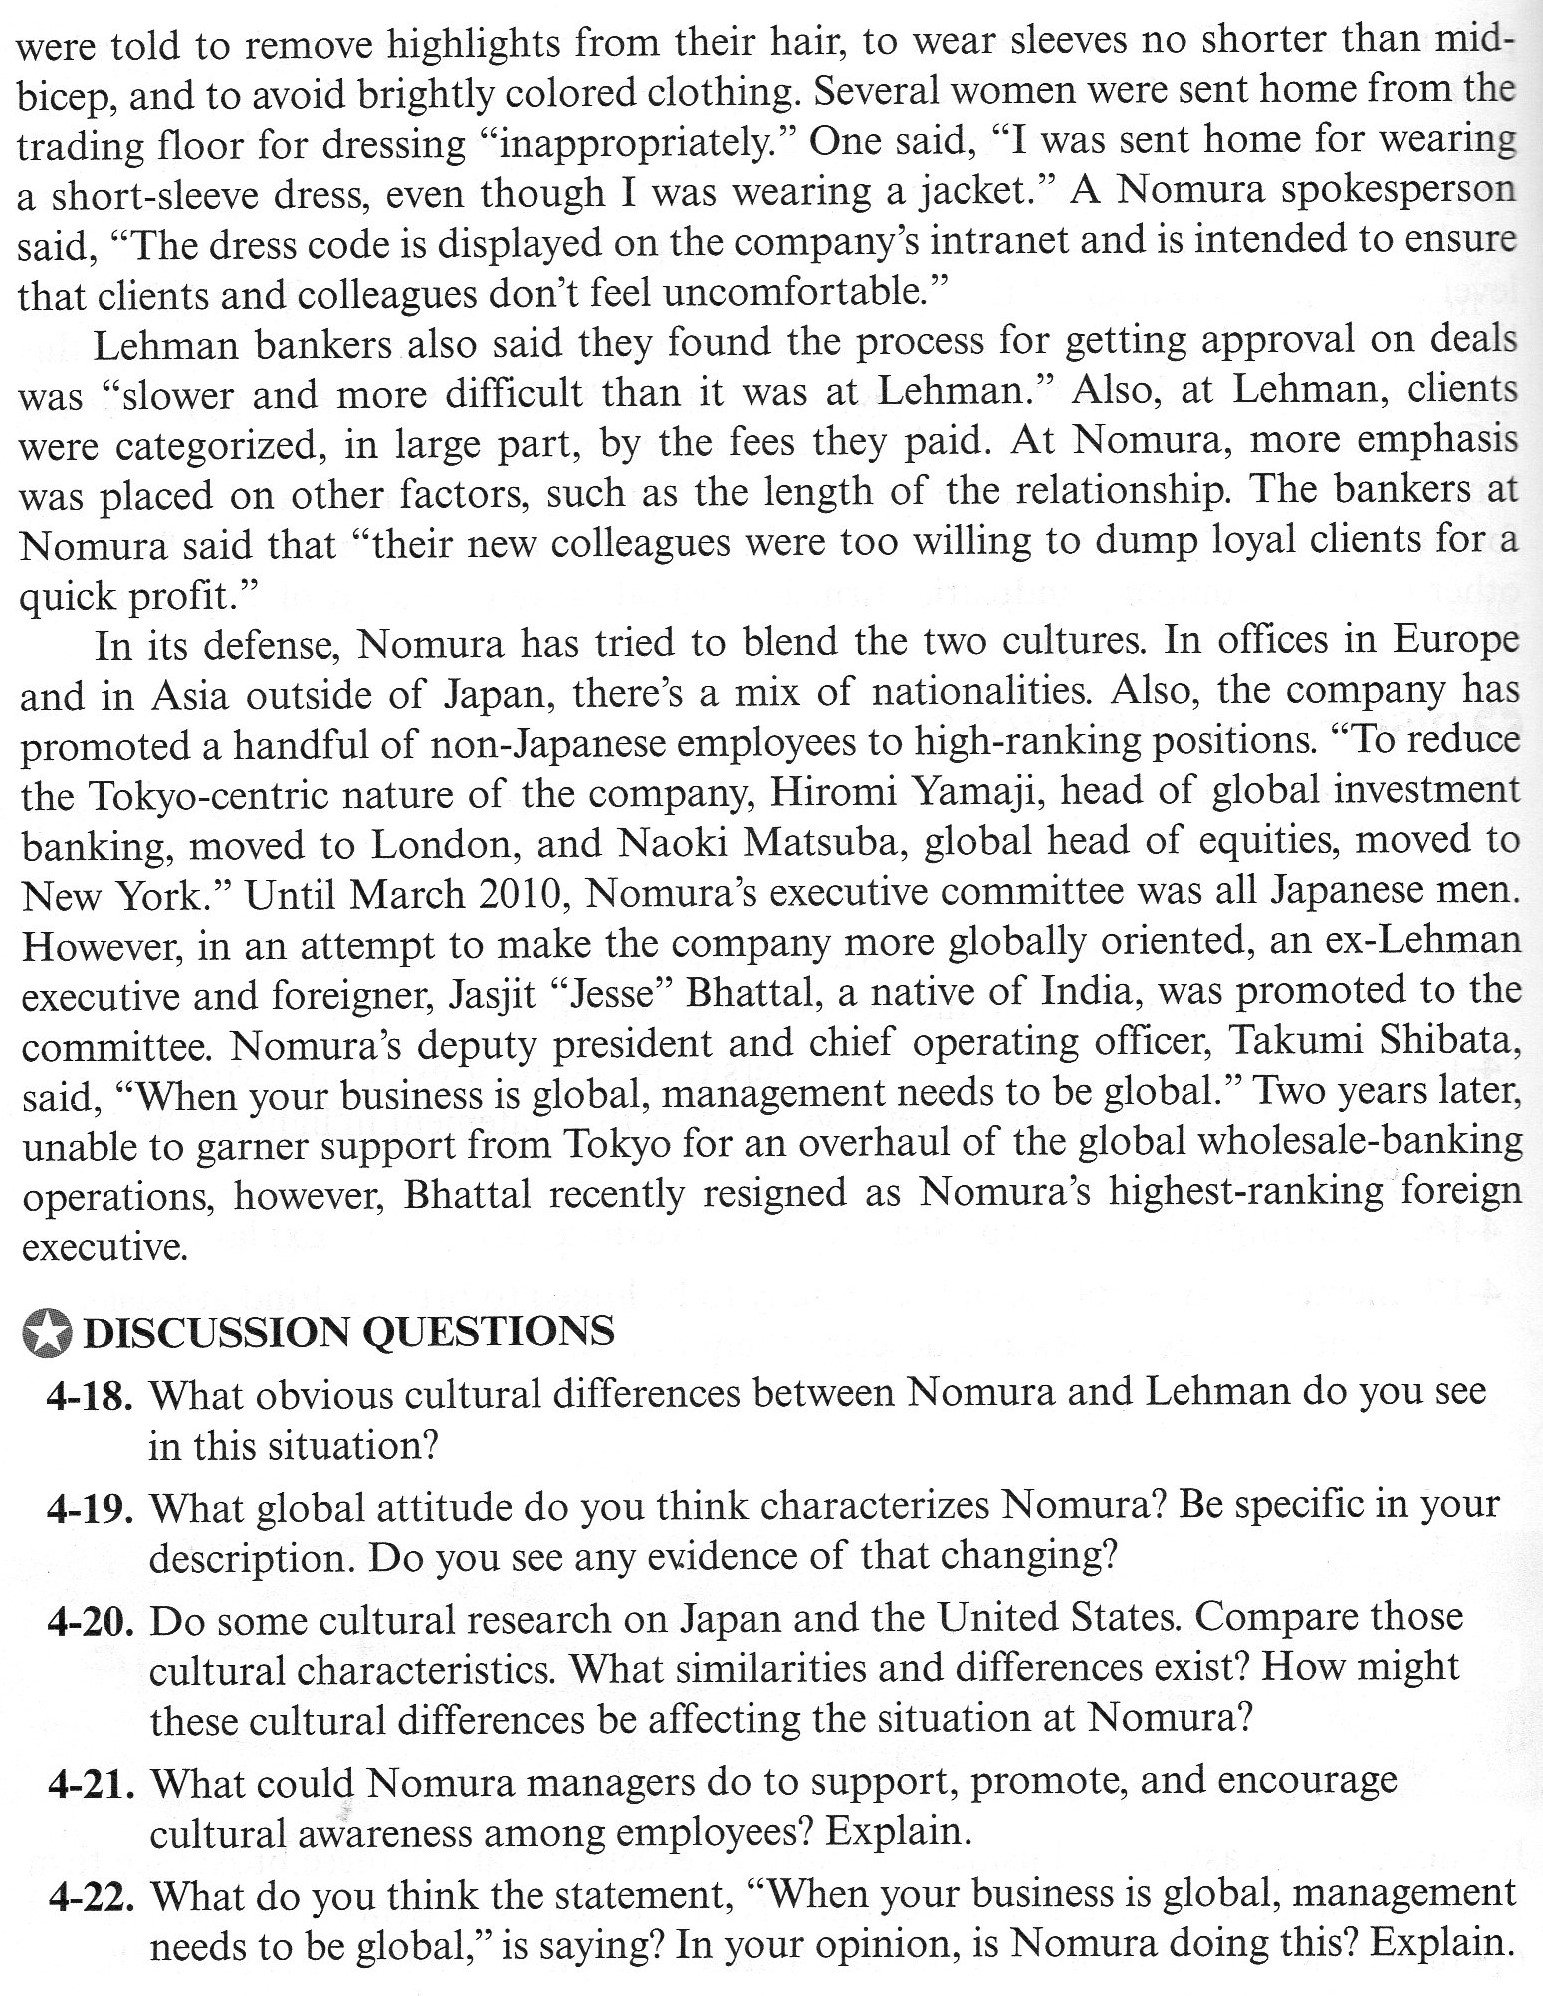 were told to remove highlights from their hair, to wear sleeves no shorter than mid-
bicep, and to avoid brightly colored clothing. Several women were sent home from the
trading floor for dressing “inappropriately.” One said, “I was sent home for wearing
a short-sleeve dress, even though I was wearing a jacket.” A Nomura spokesperson
said, “The dress code is displayed on the company’s intranet and is intended to ensure
that clients and colleagues don’t feel uncomfortable.”
Lehman bankers also said they found the process for getting approval on deals
was “slower and more difficult than it was at Lehman.” Also, at Lehman, clients
were categorized, in large part, by the fees they paid. At Nomura, more emphasis
was placed on other factors, such as the length of the relationship. The bankers at
Nomura said that “their new colleagues were too willing to dump loyal clients for a
quick profit.”
In its defense, Nomura has tried to blend the two cultures. In offices in Europe
and in Asia outside of Japan, there’s a mix of nationalities. Also, the company has
promoted a handful of non-Japanese employees to high-ranking positions. “To reduce
the Tokyo-centric nature of the company, Hiromi Yamaji, head of global investment
banking, moved to London, and Naoki Matsuba, global head of equities, moved to
New York.” Until March 2010, Nomura’s executive committee was all Japanese men.
However, in an attempt to make the company more globally oriented, an ex-Lehman
executive and foreigner, Jasjit “Jesse” Bhattal, a native of India, was promoted to the
committee. Nomura’s deputy president and chief operating officer, Takumi Shibata,
said, “When your business is global, management needs to be global.” Two years later,
unable to garner support from Tokyo for an overhaul of the global wholesale-banking
operations, however, Bhattal recently resigned as Nomura’s highest-ranking foreign
executive.
DISCUSSION QUESTIONS
4-18. What obvious cultural differences between Nomura and Lehman do you see
in this situation?
4-19. What global attitude do you think characterizes Nomura? Be specific in your
description. Do you see any evidence of that changing?
4-20. Do some cultural research on Japan and the United States. Compare those
cultural characteristics. What similarities and differences exist? How might
these cultural differences be affecting the situation at Nomura?
4-21. What could Nomura managers do to support, promote, and encourage
cultural awareness among employees? Explain.
4-22. What do you think the statement, “When your business is global, management
needs to be global,” is saying? In your opinion, is Nomura doing this? Explain.